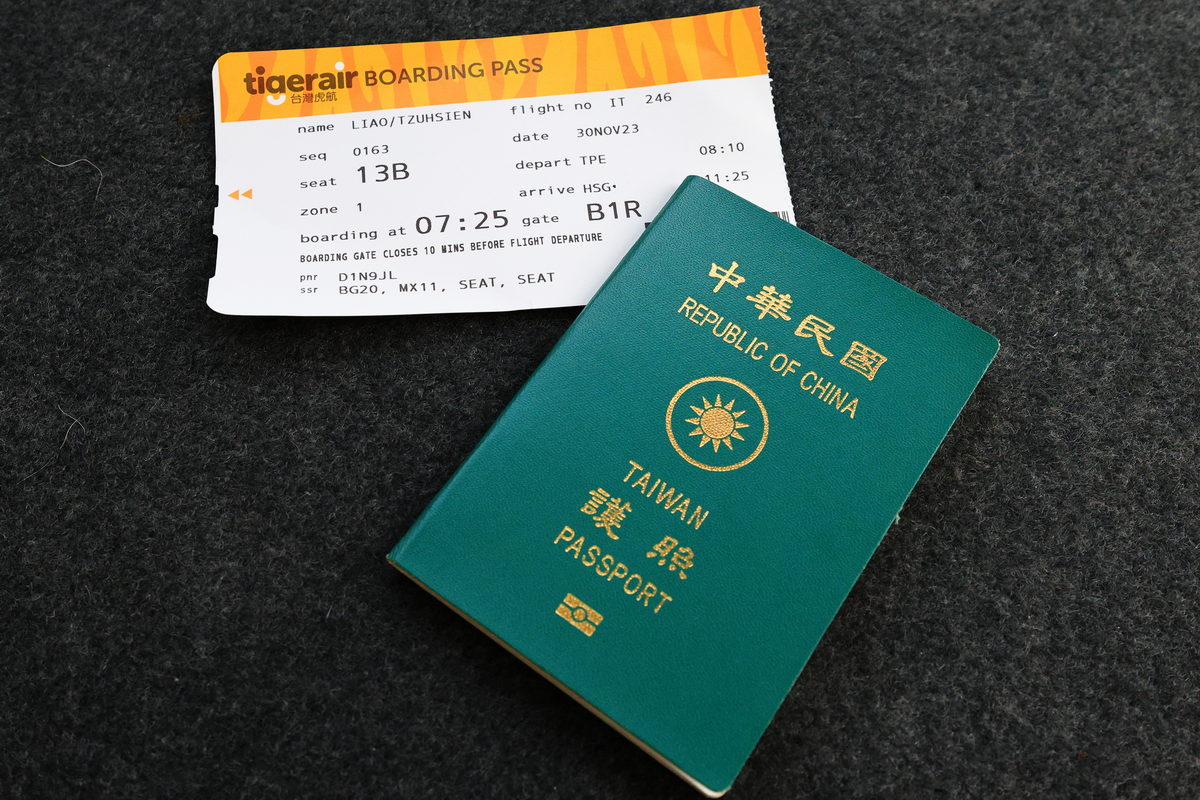 tigerair BOARDING PASS
台灣虎航
name LIAO/TZUHSIEN flight no IT 246
seq 0163 date 30NOV23
seat 13B depart TPE 08:10
zone 1 arrive HSG 11:25
boarding at 07:25 gate B1R
BOARDING GATE CLOSES 10 MINS BEFORE FLIGHT DEPARTURE
pnr D1N9JL
ssr BG20, MX11, SEAT, SEAT
中華民國
REPUBLIC OF CHINA
TAIWAN
護照
PASSPORT